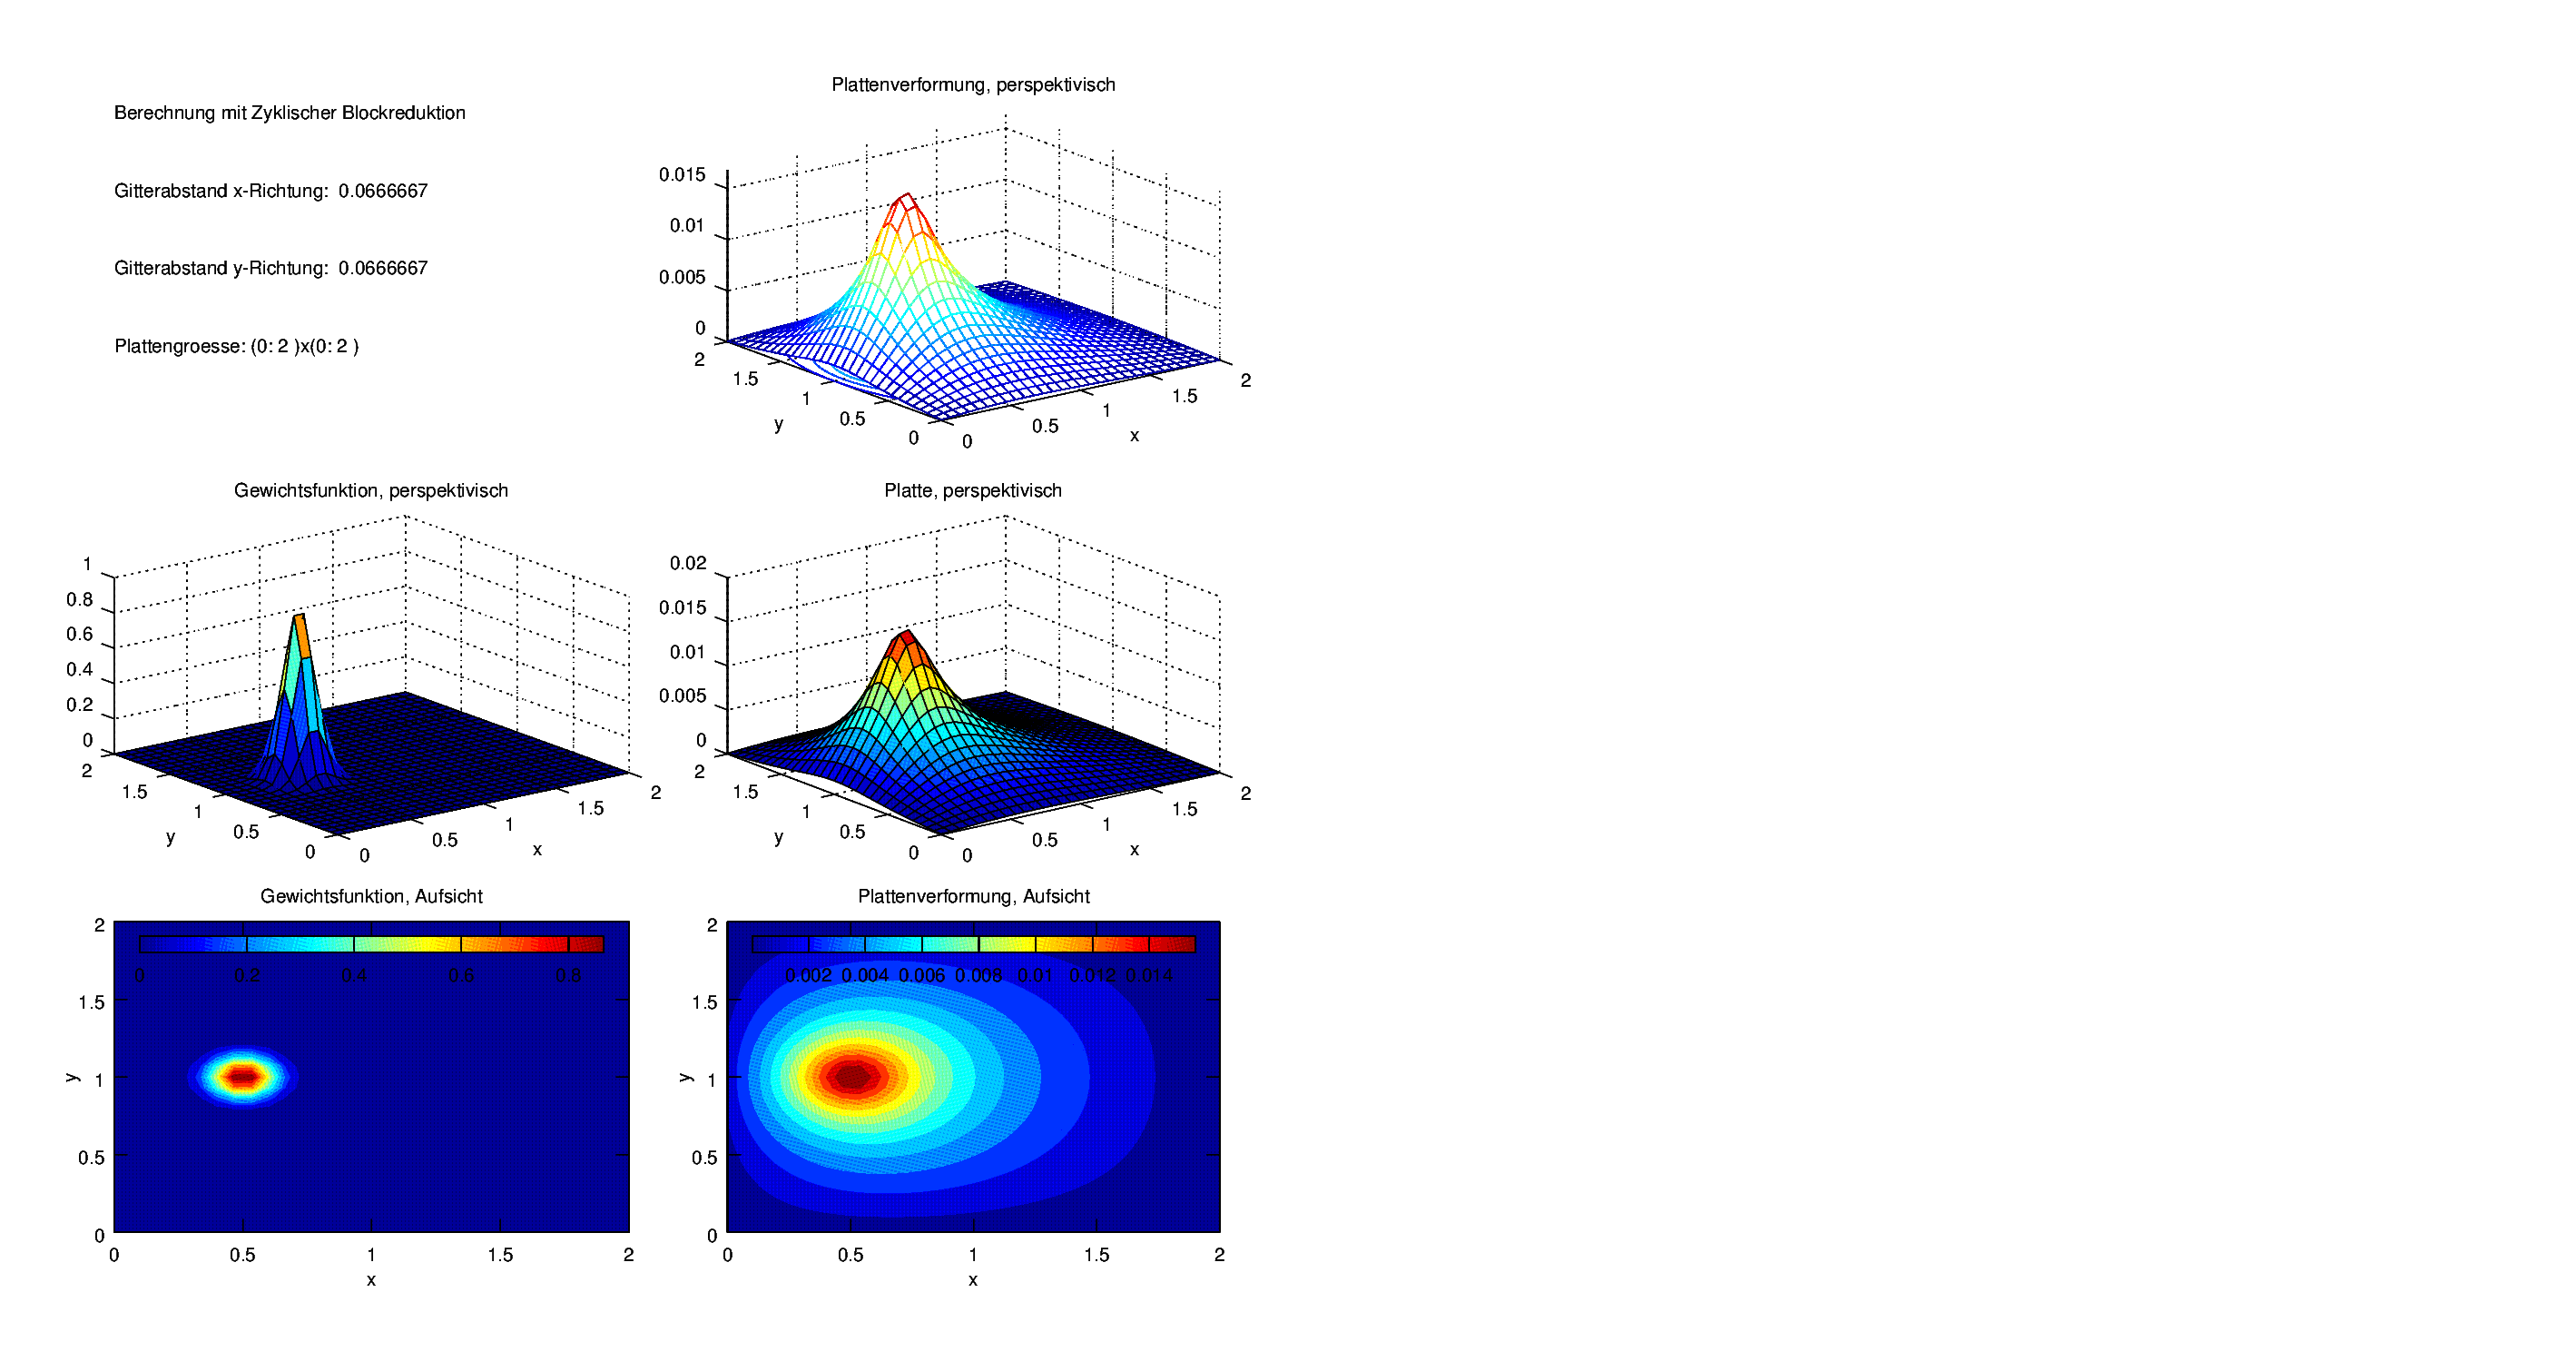 Berechnung mit Zyklischer Blockreduktion
Gitterabstand x-Richtung: 0.0666667
Gitterabstand y-Richtung: 0.0666667
Plattengroesse: (0: 2 )x(0: 2 )
Plattenverformung, perspektivisch
0.015
0.01
0.005
0
2
1.5
1
0.5
0
y
0
0.5
1
1.5
2
x
Gewichtsfunktion, perspektivisch
1
0.8
0.6
0.4
0.2
0
2
1.5
1
0.5
0
y
0
0.5
1
1.5
2
x
Platte, perspektivisch
0.02
0.015
0.01
0.005
0
2
1.5
1
0.5
0
y
0
0.5
1
1.5
2
x
Gewichtsfunktion, Aufsicht
0 0.2 0.4 0.6 0.8
2
1.5
1
0.5
0
y
0 0.5 1 1.5 2
x
Plattenverformung, Aufsicht
0.002 0.004 0.006 0.008 0.01 0.012 0.014
2
1.5
1
0.5
0
y
0 0.5 1 1.5 2
x